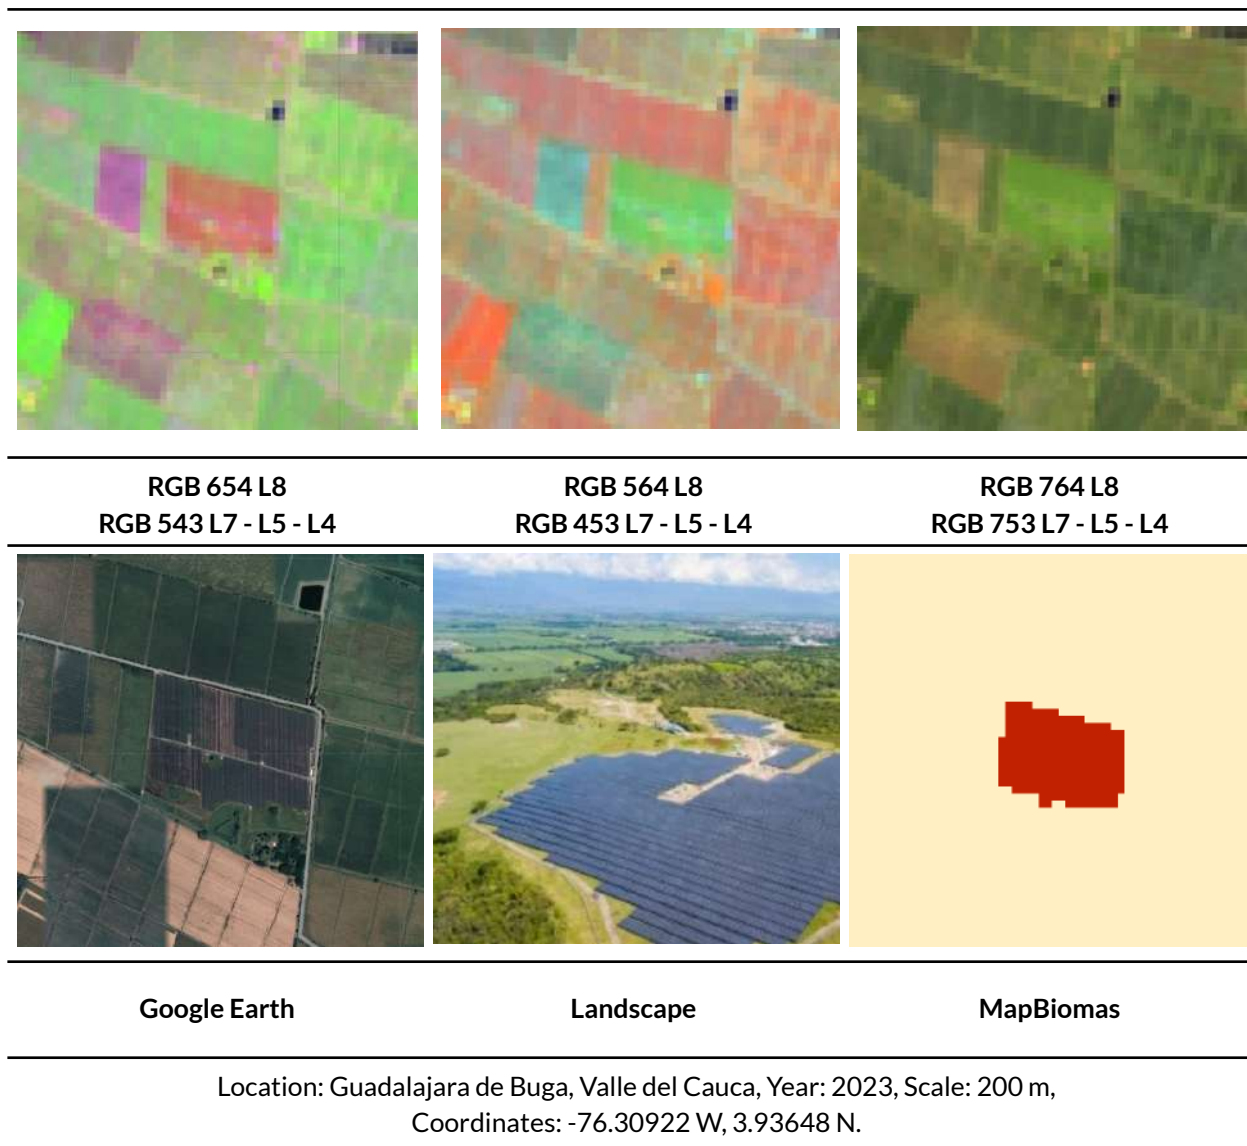 RGB 654 L8
RGB 543 L7 - L5 - L4
RGB 564 L8
RGB 453 L7 - L5 - L4
RGB 764 L8
RGB 753 L7 - L5 - L4
Google Earth
Landscape
MapBiomas
Location: Guadalajara de Buga, Valle del Cauca, Year: 2023, Scale: 200 m,
Coordinates: -76.30922 W, 3.93648 N.